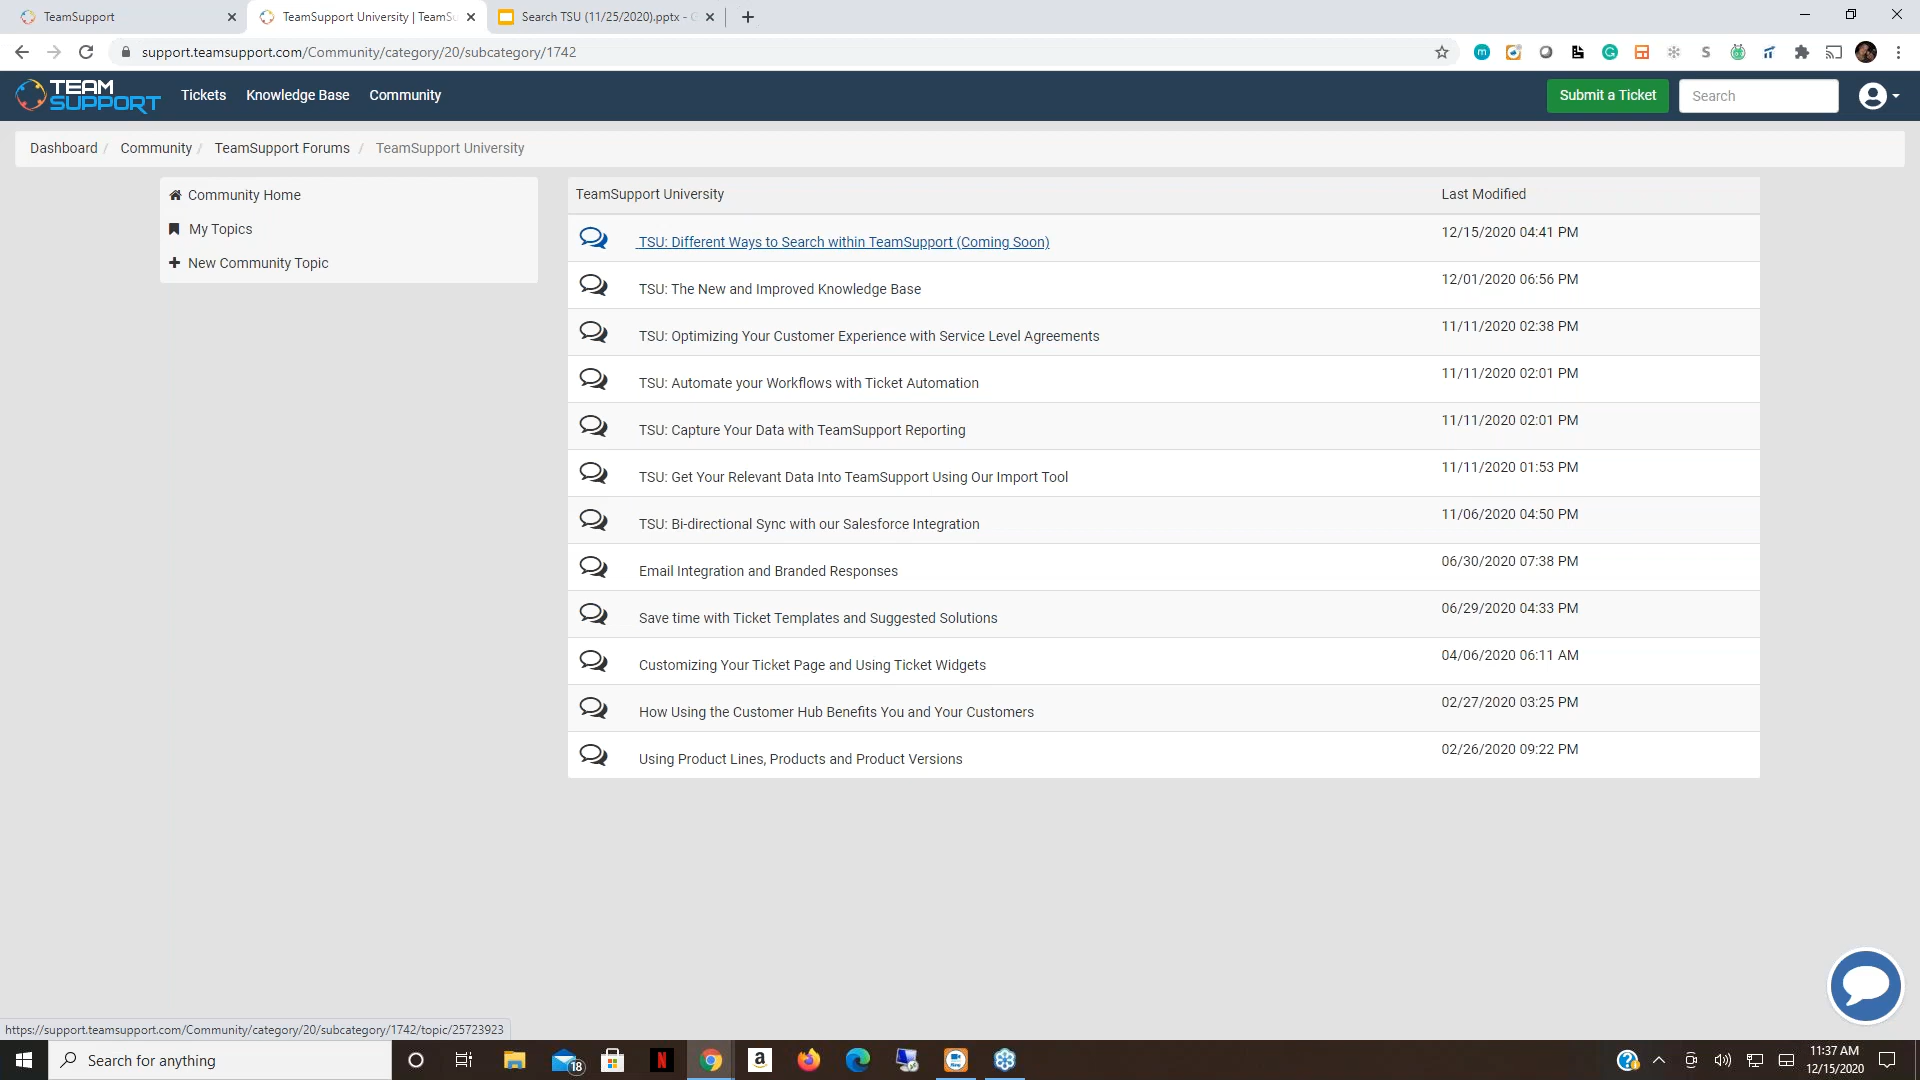 TeamSupport
TeamSupport University | TeamSu
Search TSU (11/25/2020).pptx - G
support.teamsupport.com/Community/category/20/subcategory/1742
TEAM
SUPPORT
Tickets
Knowledge Base
Community
Submit a Ticket
Search
Dashboard / Community / TeamSupport Forums / TeamSupport University
Community Home
My Topics
New Community Topic
TeamSupport University Last Modified
TSU: Different Ways to Search within TeamSupport (Coming Soon) 12/15/2020 04:41 PM
TSU: The New and Improved Knowledge Base 12/01/2020 06:56 PM
TSU: Optimizing Your Customer Experience with Service Level Agreements 11/11/2020 02:38 PM
TSU: Automate your Workflows with Ticket Automation 11/11/2020 02:01 PM
TSU: Capture Your Data with TeamSupport Reporting 11/11/2020 02:01 PM
TSU: Get Your Relevant Data Into TeamSupport Using Our Import Tool 11/11/2020 01:53 PM
TSU: Bi-directional Sync with our Salesforce Integration 11/06/2020 04:50 PM
Email Integration and Branded Responses 06/30/2020 07:38 PM
Save time with Ticket Templates and Suggested Solutions 06/29/2020 04:33 PM
Customizing Your Ticket Page and Using Ticket Widgets 04/06/2020 06:11 AM
How Using the Customer Hub Benefits You and Your Customers 02/27/2020 03:25 PM
Using Product Lines, Products and Product Versions 02/26/2020 09:22 PM
https://support.teamsupport.com/Community/category/20/subcategory/1742/topic/25723923
Search for anything
18
11:37 AM
12/15/2020